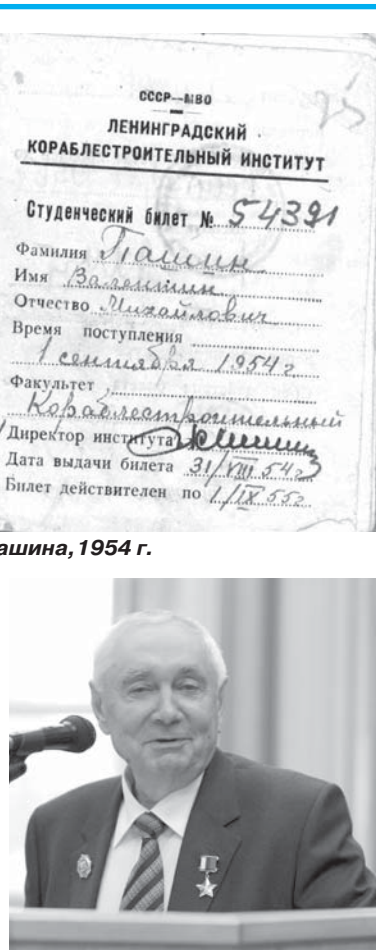 СССР—МВО
ЛЕНИНГРАДСКИЙ
КОРАБЛЕСТРОИТЕЛЬНЫЙ ИНСТИТУТ
Студенческий билет № 54391
Фамилия Пашин
Имя Валентин
Отчество Михайлович
Время поступления
1 сентября 1954 г
Факультет
Кораблестроительный
Директор института
Дата выдачи билета 31/VIII 54 г
Билет действителен по 1/IX 55 г
ашина, 1954 г.